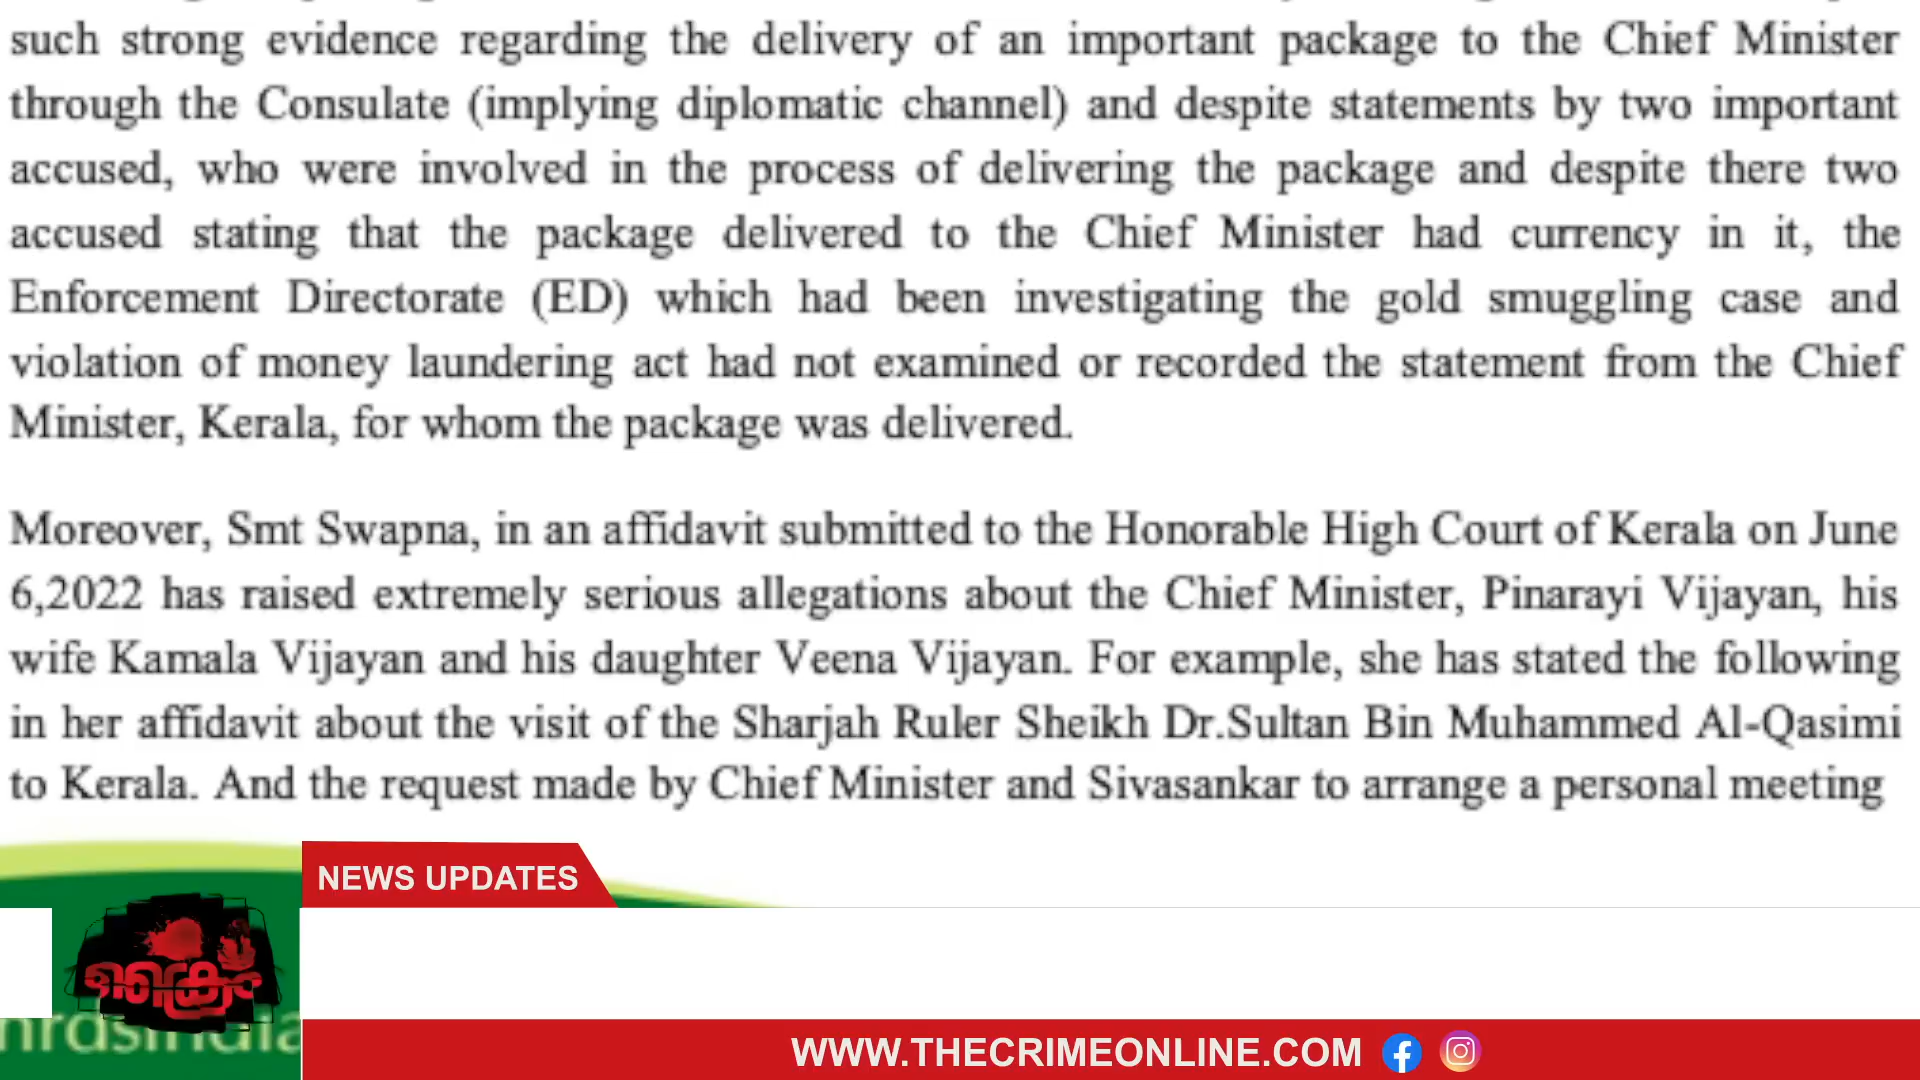 such strong evidence regarding the delivery of an important package to the Chief Minister
through the Consulate (implying diplomatic channel) and despite statements by two important
accused, who were involved in the process of delivering the package and despite there two
accused stating that the package delivered to the Chief Minister had currency in it, the
Enforcement Directorate (ED) which had been investigating the gold smuggling case and
violation of money laundering act had not examined or recorded the statement from the Chief
Minister, Kerala, for whom the package was delivered.
Moreover, Smt Swapna, in an affidavit submitted to the Honorable High Court of Kerala on June
6,2022 has raised extremely serious allegations about the Chief Minister, Pinarayi Vijayan, his
wife Kamala Vijayan and his daughter Veena Vijayan. For example, she has stated the following
in her affidavit about the visit of the Sharjah Ruler Sheikh Dr.Sultan Bin Muhammed Al-Qasimi
to Kerala. And the request made by Chief Minister and Sivasankar to arrange a personal meeting
NEWS UPDATES
ക്രൈം
hrdsindia
WWW.THECRIMEONLINE.COM